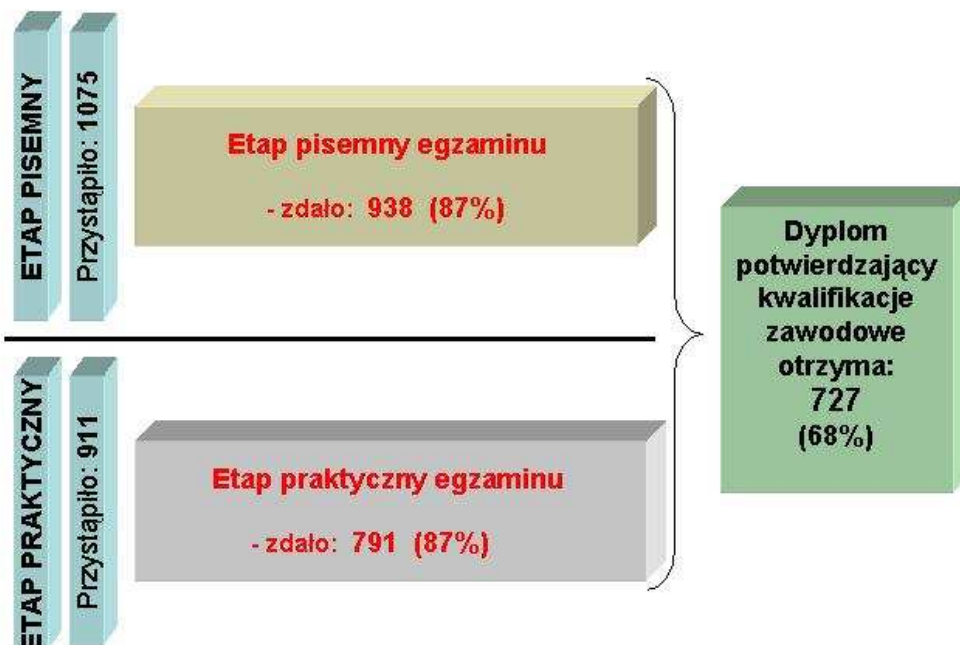 ETAP PISEMNY
Przystąpiło: 1075
Etap pisemny egzaminu
- zdało: 938 (87%)
ETAP PRAKTYCZNY
Przystąpiło: 911
Etap praktyczny egzaminu
- zdało: 791 (87%)
Dyplom
potwierdzający
kwalifikacje
zawodowe
otrzyma:
727
(68%)